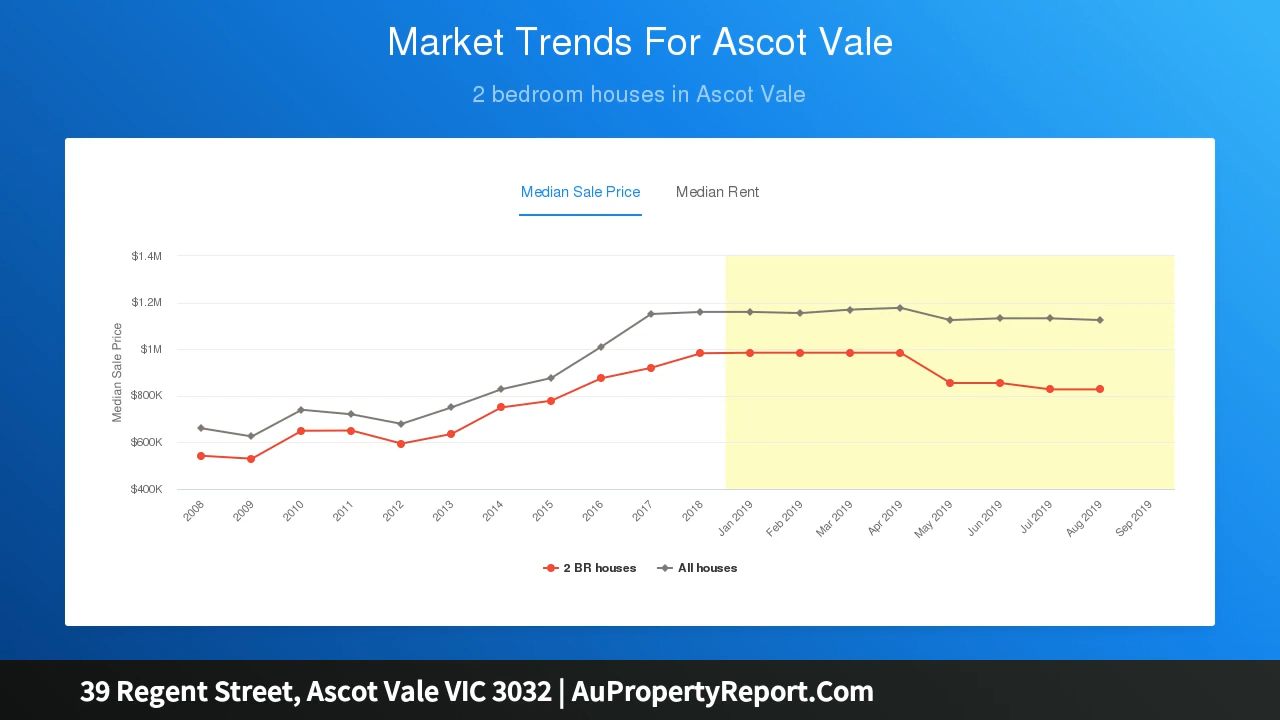 Market Trends For Ascot Vale
2 bedroom houses in Ascot Vale
Median Sale Price Median Rent
Median Sale Price
$1.4M
$1.2M
$1M
$800K
$600K
$400K
2008 2009 2010 2011 2012 2013 2014 2015 2016 2017 2018 Jan 2019 Feb 2019 Mar 2019 Apr 2019 May 2019 Jun 2019 Jul 2019 Aug 2019 Sep 2019
2 BR houses All houses
39 Regent Street, Ascot Vale VIC 3032 | AuPropertyReport.Com